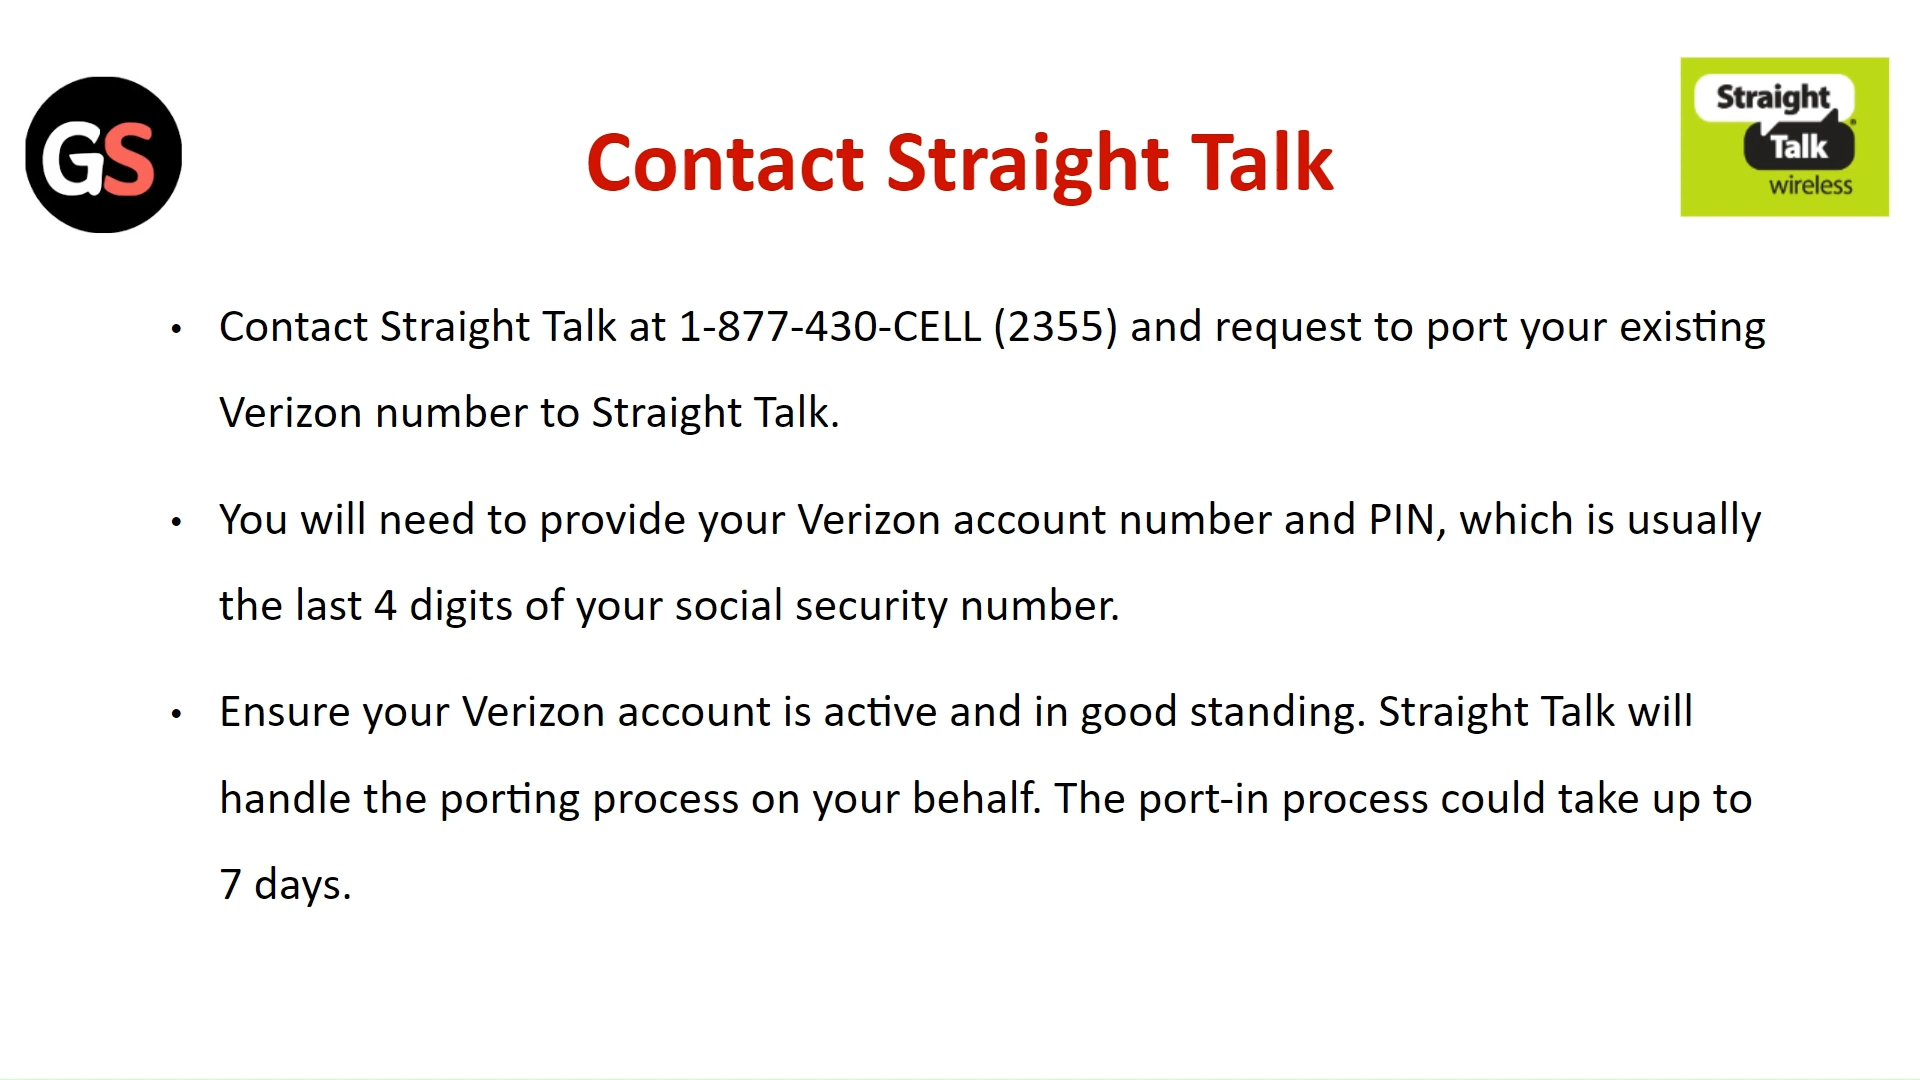 GS
Contact Straight Talk
Straight
Talk
wireless
• Contact Straight Talk at 1-877-430-CELL (2355) and request to port your existing
Verizon number to Straight Talk.
• You will need to provide your Verizon account number and PIN, which is usually
the last 4 digits of your social security number.
• Ensure your Verizon account is active and in good standing. Straight Talk will
handle the porting process on your behalf. The port-in process could take up to
7 days.